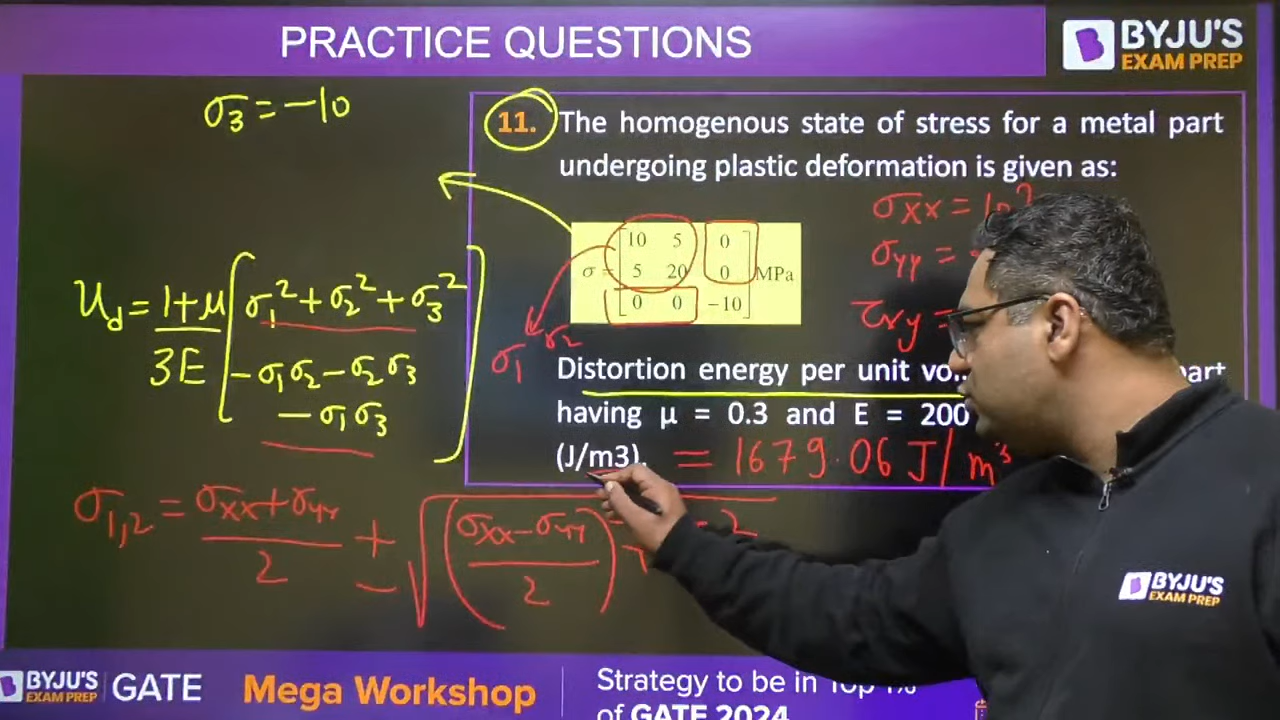 PRACTICE QUESTIONS
BYJU'S
EXAM PREP
σ3 = -10
11. The homogenous state of stress for a metal part
undergoing plastic deformation is given as:
σxx = 10
σyy =
τxy =
σ = [10 5 0
5 20 0
0 0 -10] MPa
σ1 σ2
Ud = 1+μ/3E [σ1² + σ2² + σ3²
- σ1σ2 - σ2σ3
- σ1σ3]
Distortion energy per unit part
having μ = 0.3 and E = 200
(J/m3). = 1679.06 J/m³
σ1,2 = σxx+σyy/2 ± √(σxx-σyy/2)
BYJU'S
EXAM PREP
BYJU'S
EXAM PREP
GATE
Mega Workshop
Strategy to be in Top 1%
of GATE 2024